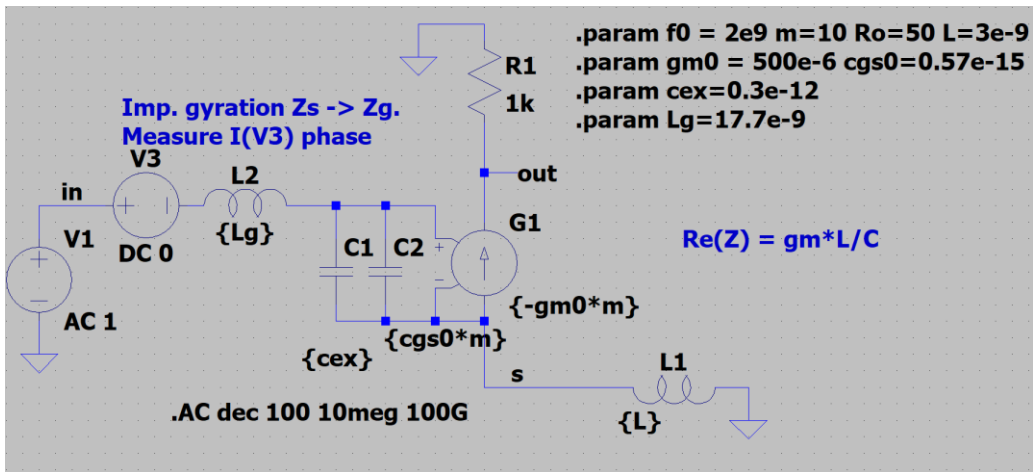 .param f0 = 2e9 m=10 Ro=50 L=3e-9
.param gm0 = 500e-6 cgs0=0.57e-15
.param cex=0.3e-12
.param Lg=17.7e-9
R1
1k
Imp. gyration Zs -> Zg.
Measure I(V3) phase
V3
L2
in
out
{Lg}
V1
DC 0
C1
C2
G1
Re(Z) = gm*L/C
AC 1
{-gm0*m}
{cgs0*m}
{cex}
s
L1
.AC dec 100 10meg 100G
{L}